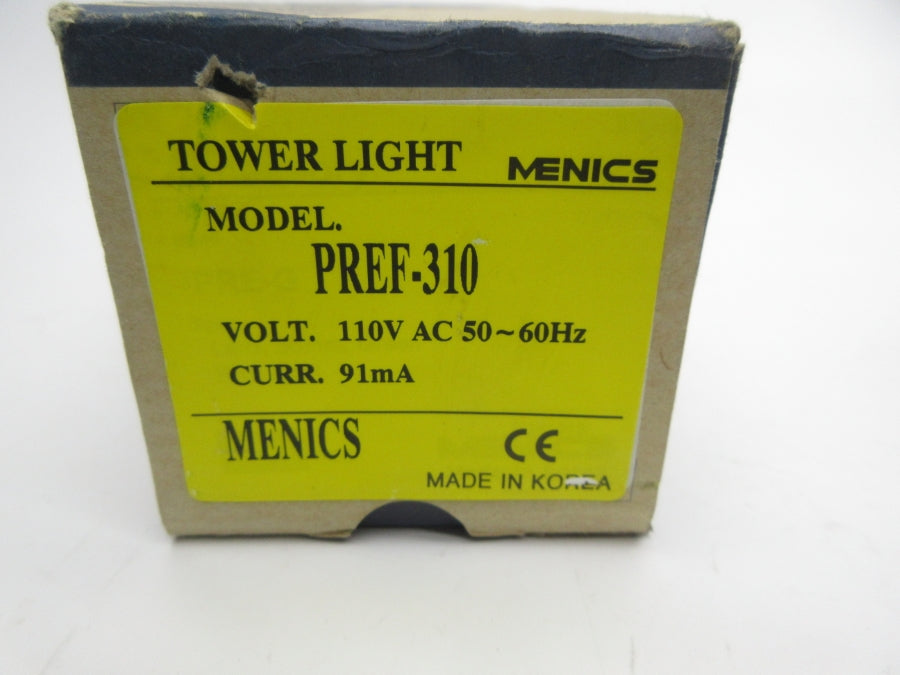 TOWER LIGHT MENICS
MODEL.
PREF-310
VOLT. 110V AC 50~60Hz
CURR. 91mA
MENICS CE
MADE IN KOREA